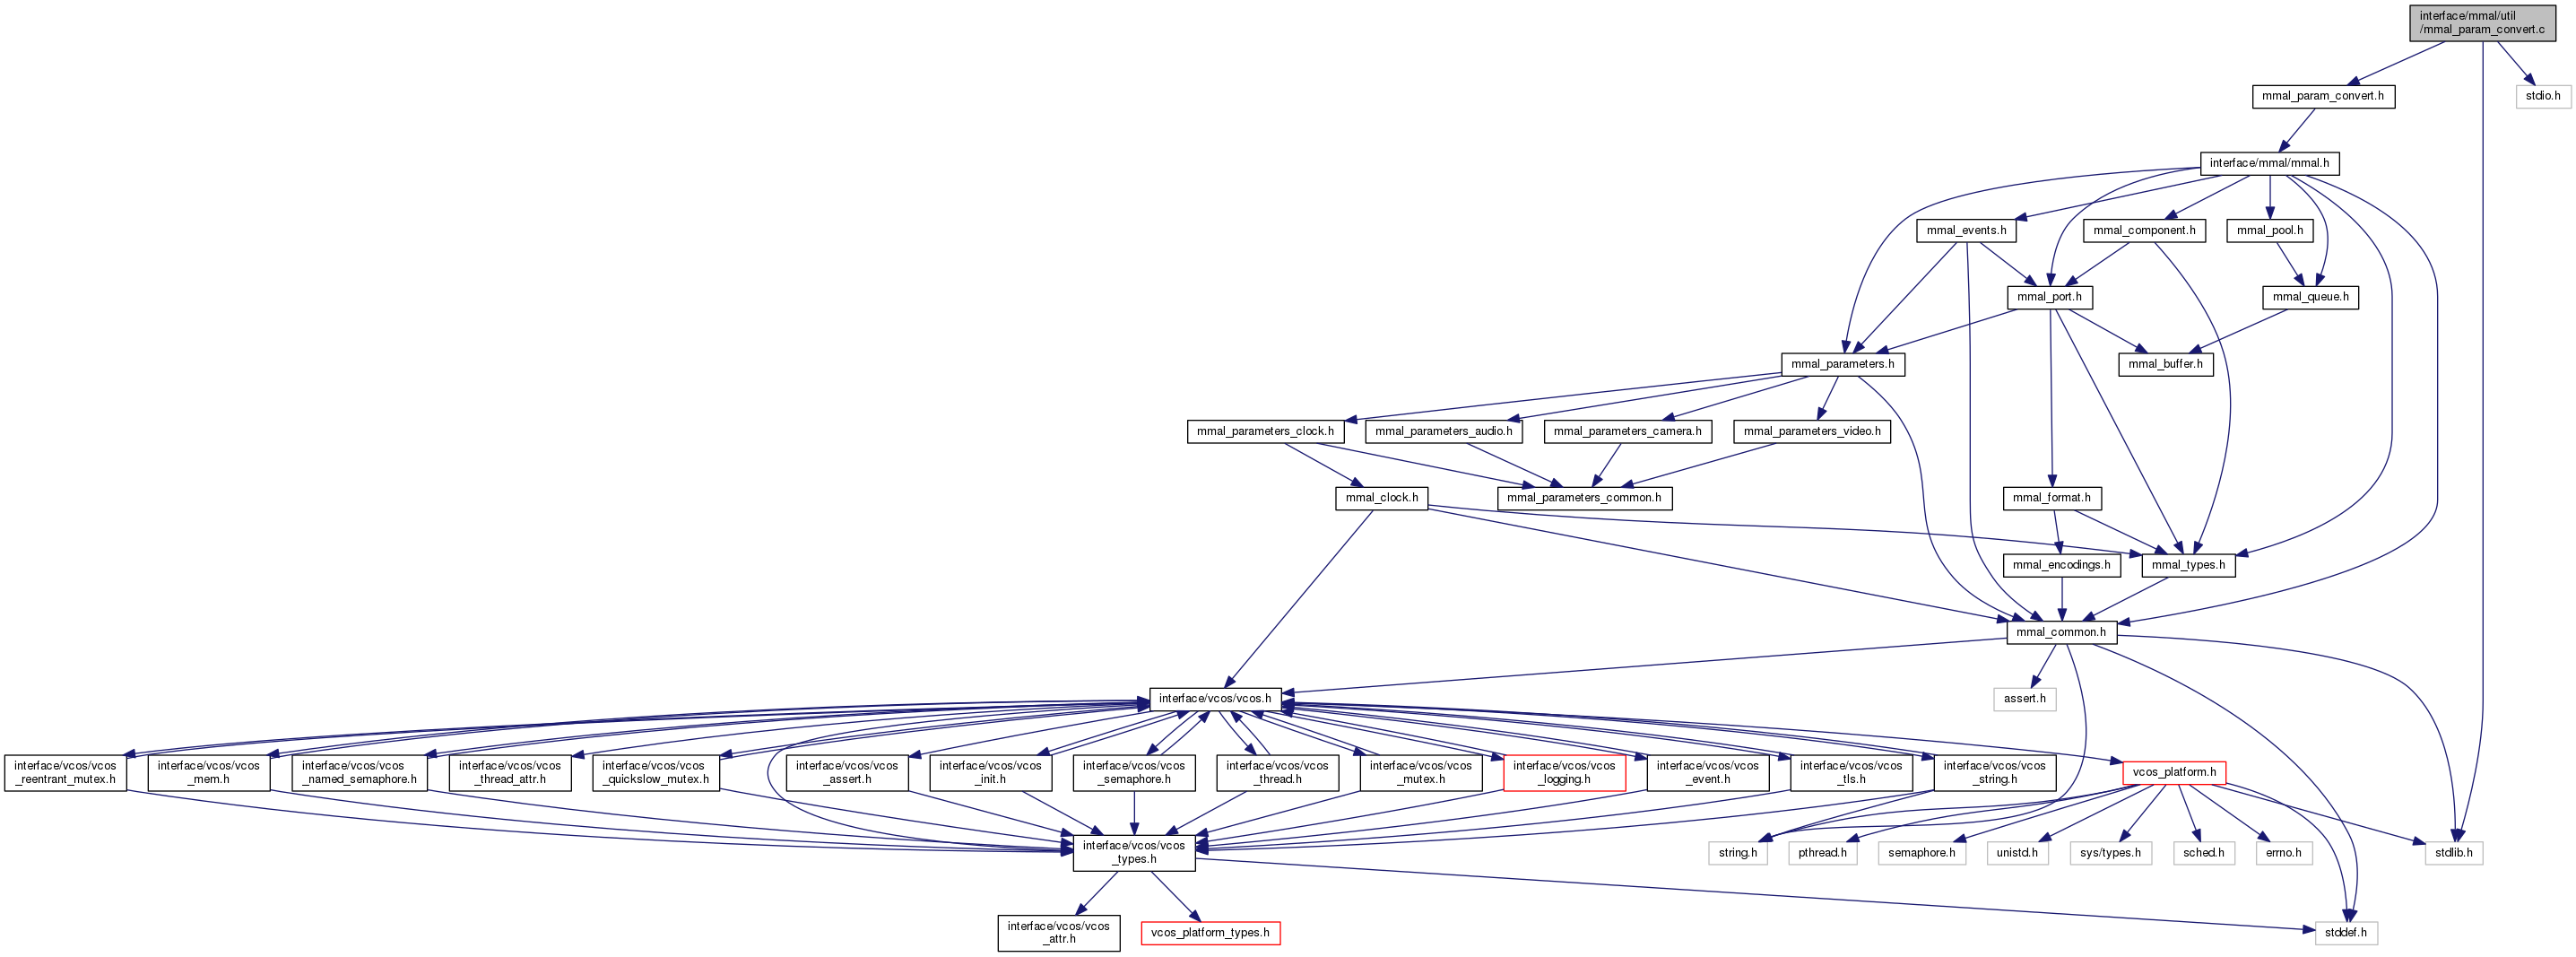 interface/mmal/util
/mmal_param_convert.c
mmal_param_convert.h
stdio.h
interface/mmal/mmal.h
mmal_events.h
mmal_component.h
mmal_pool.h
mmal_port.h
mmal_queue.h
mmal_parameters.h
mmal_buffer.h
mmal_parameters_clock.h
mmal_parameters_audio.h
mmal_parameters_camera.h
mmal_parameters_video.h
mmal_clock.h
mmal_parameters_common.h
mmal_format.h
mmal_encodings.h
mmal_types.h
mmal_common.h
interface/vcos/vcos.h
assert.h
interface/vcos/vcos
_reentrant_mutex.h
interface/vcos/vcos
_mem.h
interface/vcos/vcos
_named_semaphore.h
interface/vcos/vcos
_thread_attr.h
interface/vcos/vcos
_quickslow_mutex.h
interface/vcos/vcos
_assert.h
interface/vcos/vcos
_init.h
interface/vcos/vcos
_semaphore.h
interface/vcos/vcos
_thread.h
interface/vcos/vcos
_mutex.h
interface/vcos/vcos
_logging.h
interface/vcos/vcos
_event.h
interface/vcos/vcos
_tls.h
interface/vcos/vcos
_string.h
vcos_platform.h
interface/vcos/vcos
_types.h
string.h
pthread.h
semaphore.h
unistd.h
sys/types.h
sched.h
errno.h
stdlib.h
interface/vcos/vcos
_attr.h
vcos_platform_types.h
stddef.h